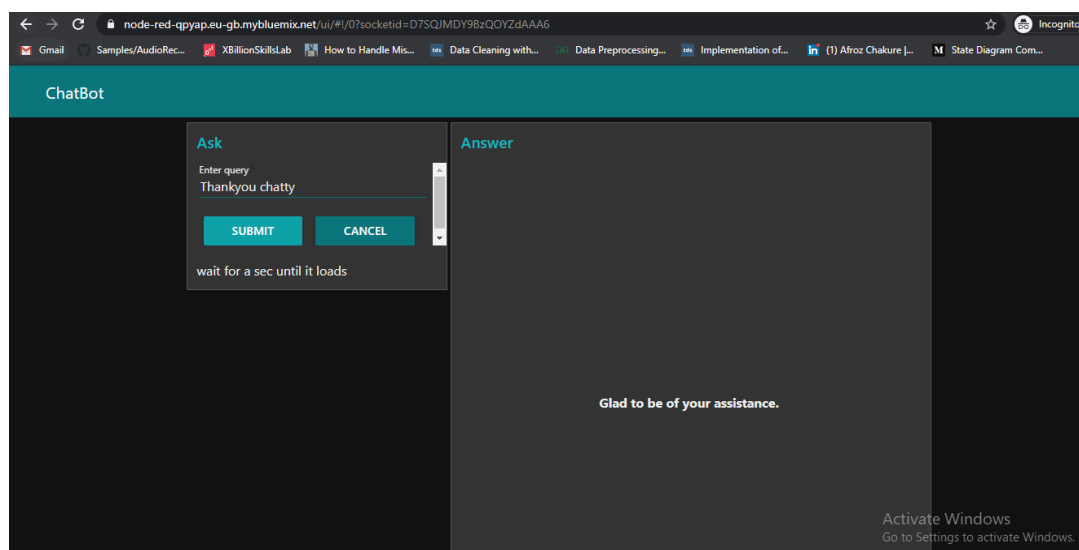 node-red-qpyap.eu-gb.mybluemix.net/ui/#!/0?socketid=D7SQJMDY9BzQOYZdAAA6
Incognito
Gmail Samples/AudioRec... XBillionSkillsLab How to Handle Mis... tds Data Cleaning with... Data Preprocessing... tds Implementation of... in (1) Afroz Chakure |... M State Diagram Com...
ChatBot
Ask
Enter query
Thankyou chatty
SUBMIT CANCEL
wait for a sec until it loads
Answer
Glad to be of your assistance.
Activate Windows
Go to Settings to activate Windows.